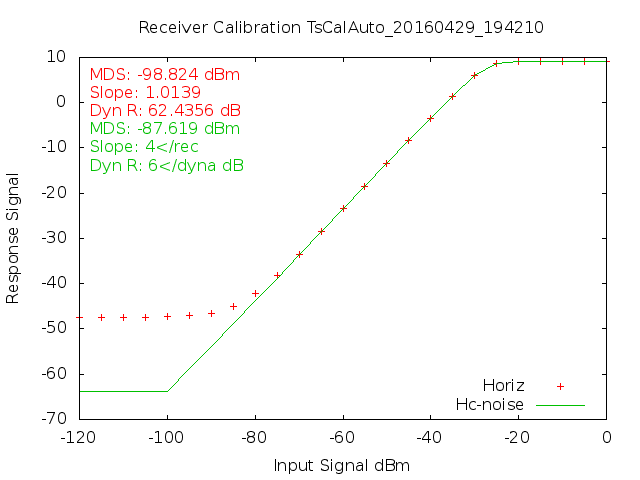 Receiver Calibration TsCalAuto_20160429_194210
10
0
-10
-20
-30
-40
-50
-60
-70
Response Signal
MDS: -98.824 dBm
Slope: 1.0139
Dyn R: 62.4356 dB
MDS: -87.619 dBm
Slope: 4</rec
Dyn R: 6</dyna dB
Horiz
Hc-noise
-120 -100 -80 -60 -40 -20 0
Input Signal dBm